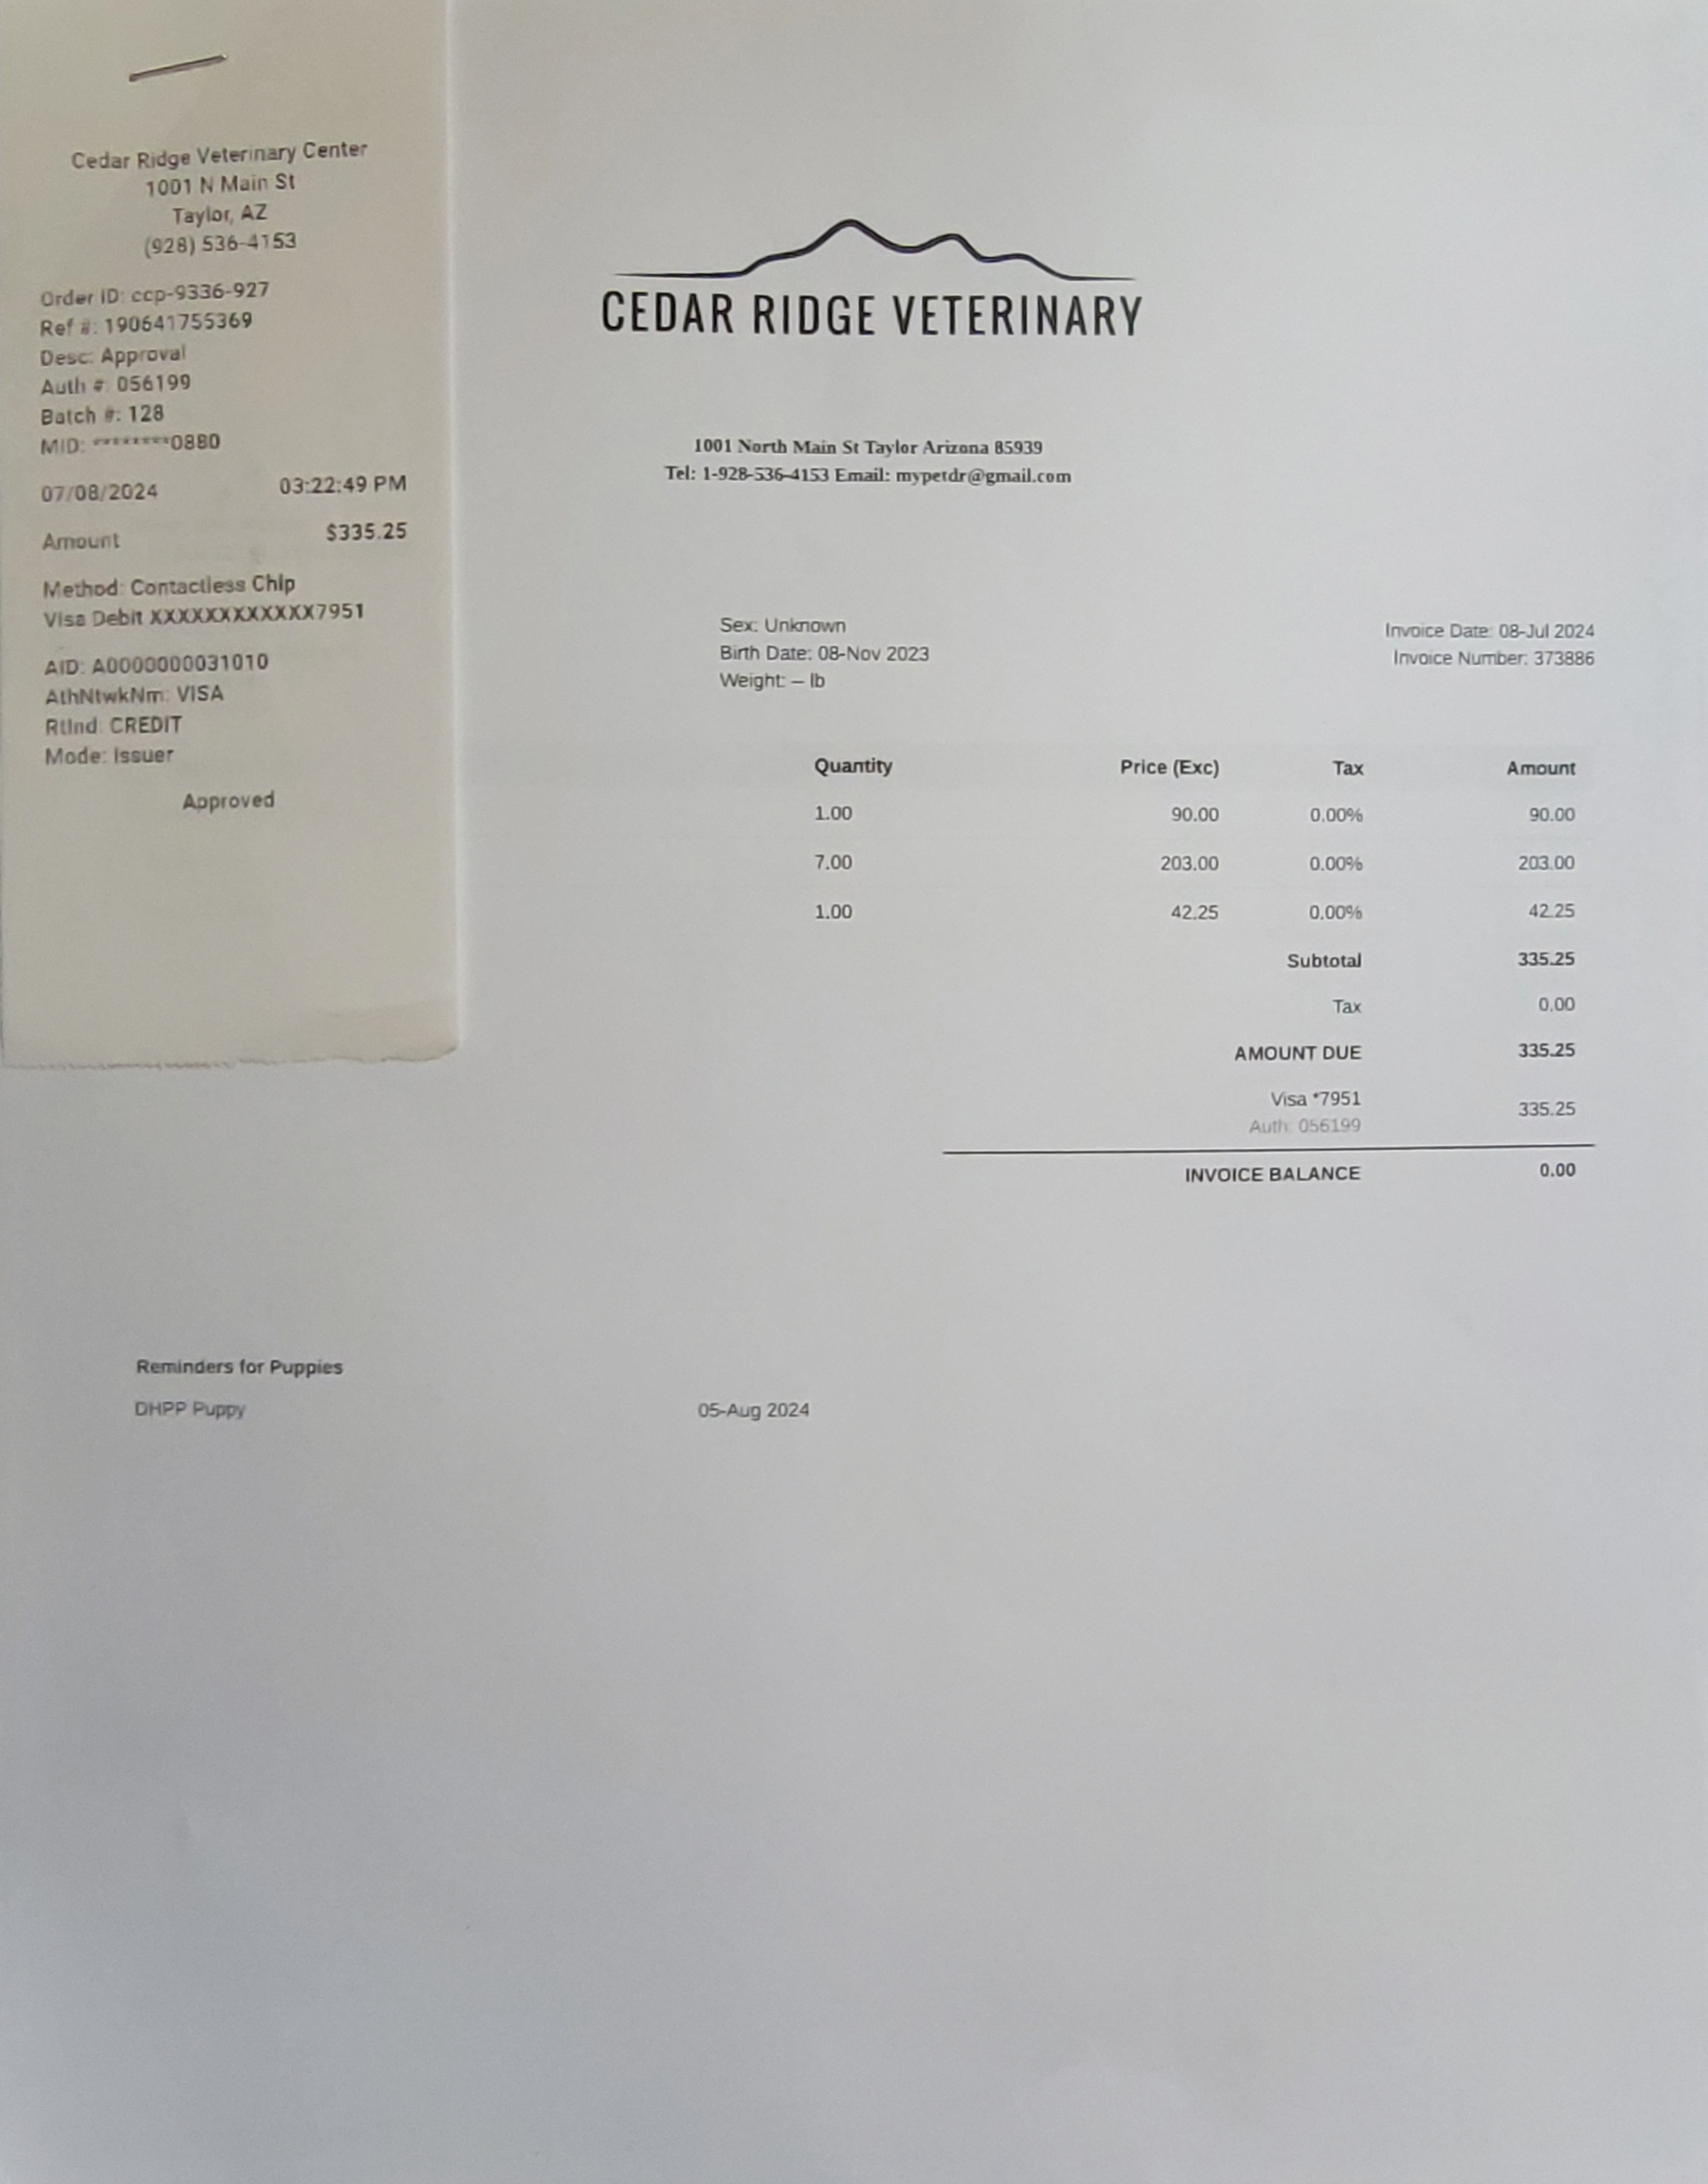 Cedar Ridge Veterinary Center
1001 N Main St
Taylor, AZ
(928) 536-4153
Order ID: ccp-9336-927
Ref #: 190641755369
Desc: Approval
Auth #: 056199
Batch #: 128
MID: ********0880
07/08/2024 03:22:49 PM
Amount $335.25
Method: Contactless Chip
Visa Debit XXXXXXXXXXXX7951
AID: A0000000031010
AthNtwkNm: VISA
RtInd: CREDIT
Mode: Issuer
Approved
CEDAR RIDGE VETERINARY
1001 North Main St Taylor Arizona 85939
Tel: 1-928-536-4153 Email: mypetdr@gmail.com
Sex: Unknown
Birth Date: 08-Nov 2023
Weight: – lb
Invoice Date: 08-Jul 2024
Invoice Number: 373886
Quantity Price (Exc) Tax Amount
1.00 90.00 0.00% 90.00
7.00 203.00 0.00% 203.00
1.00 42.25 0.00% 42.25
Subtotal 335.25
Tax 0.00
AMOUNT DUE 335.25
Visa *7951 335.25
Auth: 056199
INVOICE BALANCE 0.00
Reminders for Puppies
DHPP Puppy 05-Aug 2024